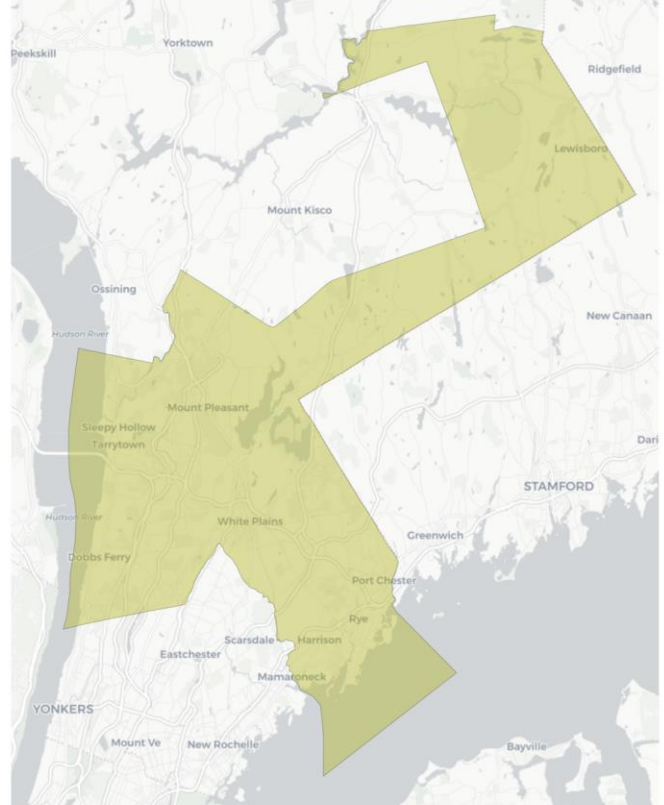 Yorktown
Peekskill
Ridgefield
Lewisboro
Mount Kisco
Ossining
New Canaan
Hudson River
Mount Pleasant
Sleepy Hollow
Tarrytown
Dari
STAMFORD
Hudson River
White Plains
Greenwich
Dobbs Ferry
Port Chester
Rye
Scarsdale
Harrison
Eastchester
Mamaroneck
YONKERS
Mount Ve
New Rochelle
Bayville